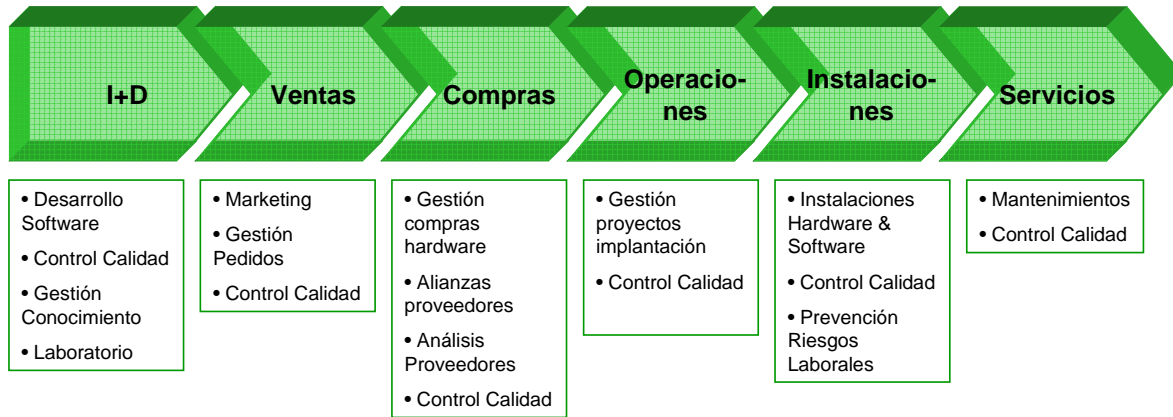 I+D
Ventas
Compras
Operacio-
nes
Instalacio-
nes
Servicios
• Desarrollo
Software
• Control Calidad
• Gestión
Conocimiento
• Laboratorio
• Marketing
• Gestión
Pedidos
• Control Calidad
• Gestión
compras
hardware
• Alianzas
proveedores
• Análisis
Proveedores
• Control Calidad
• Gestión
proyectos
implantación
• Control Calidad
• Instalaciones
Hardware &
Software
• Control Calidad
• Prevención
Riesgos
Laborales
• Mantenimientos
• Control Calidad